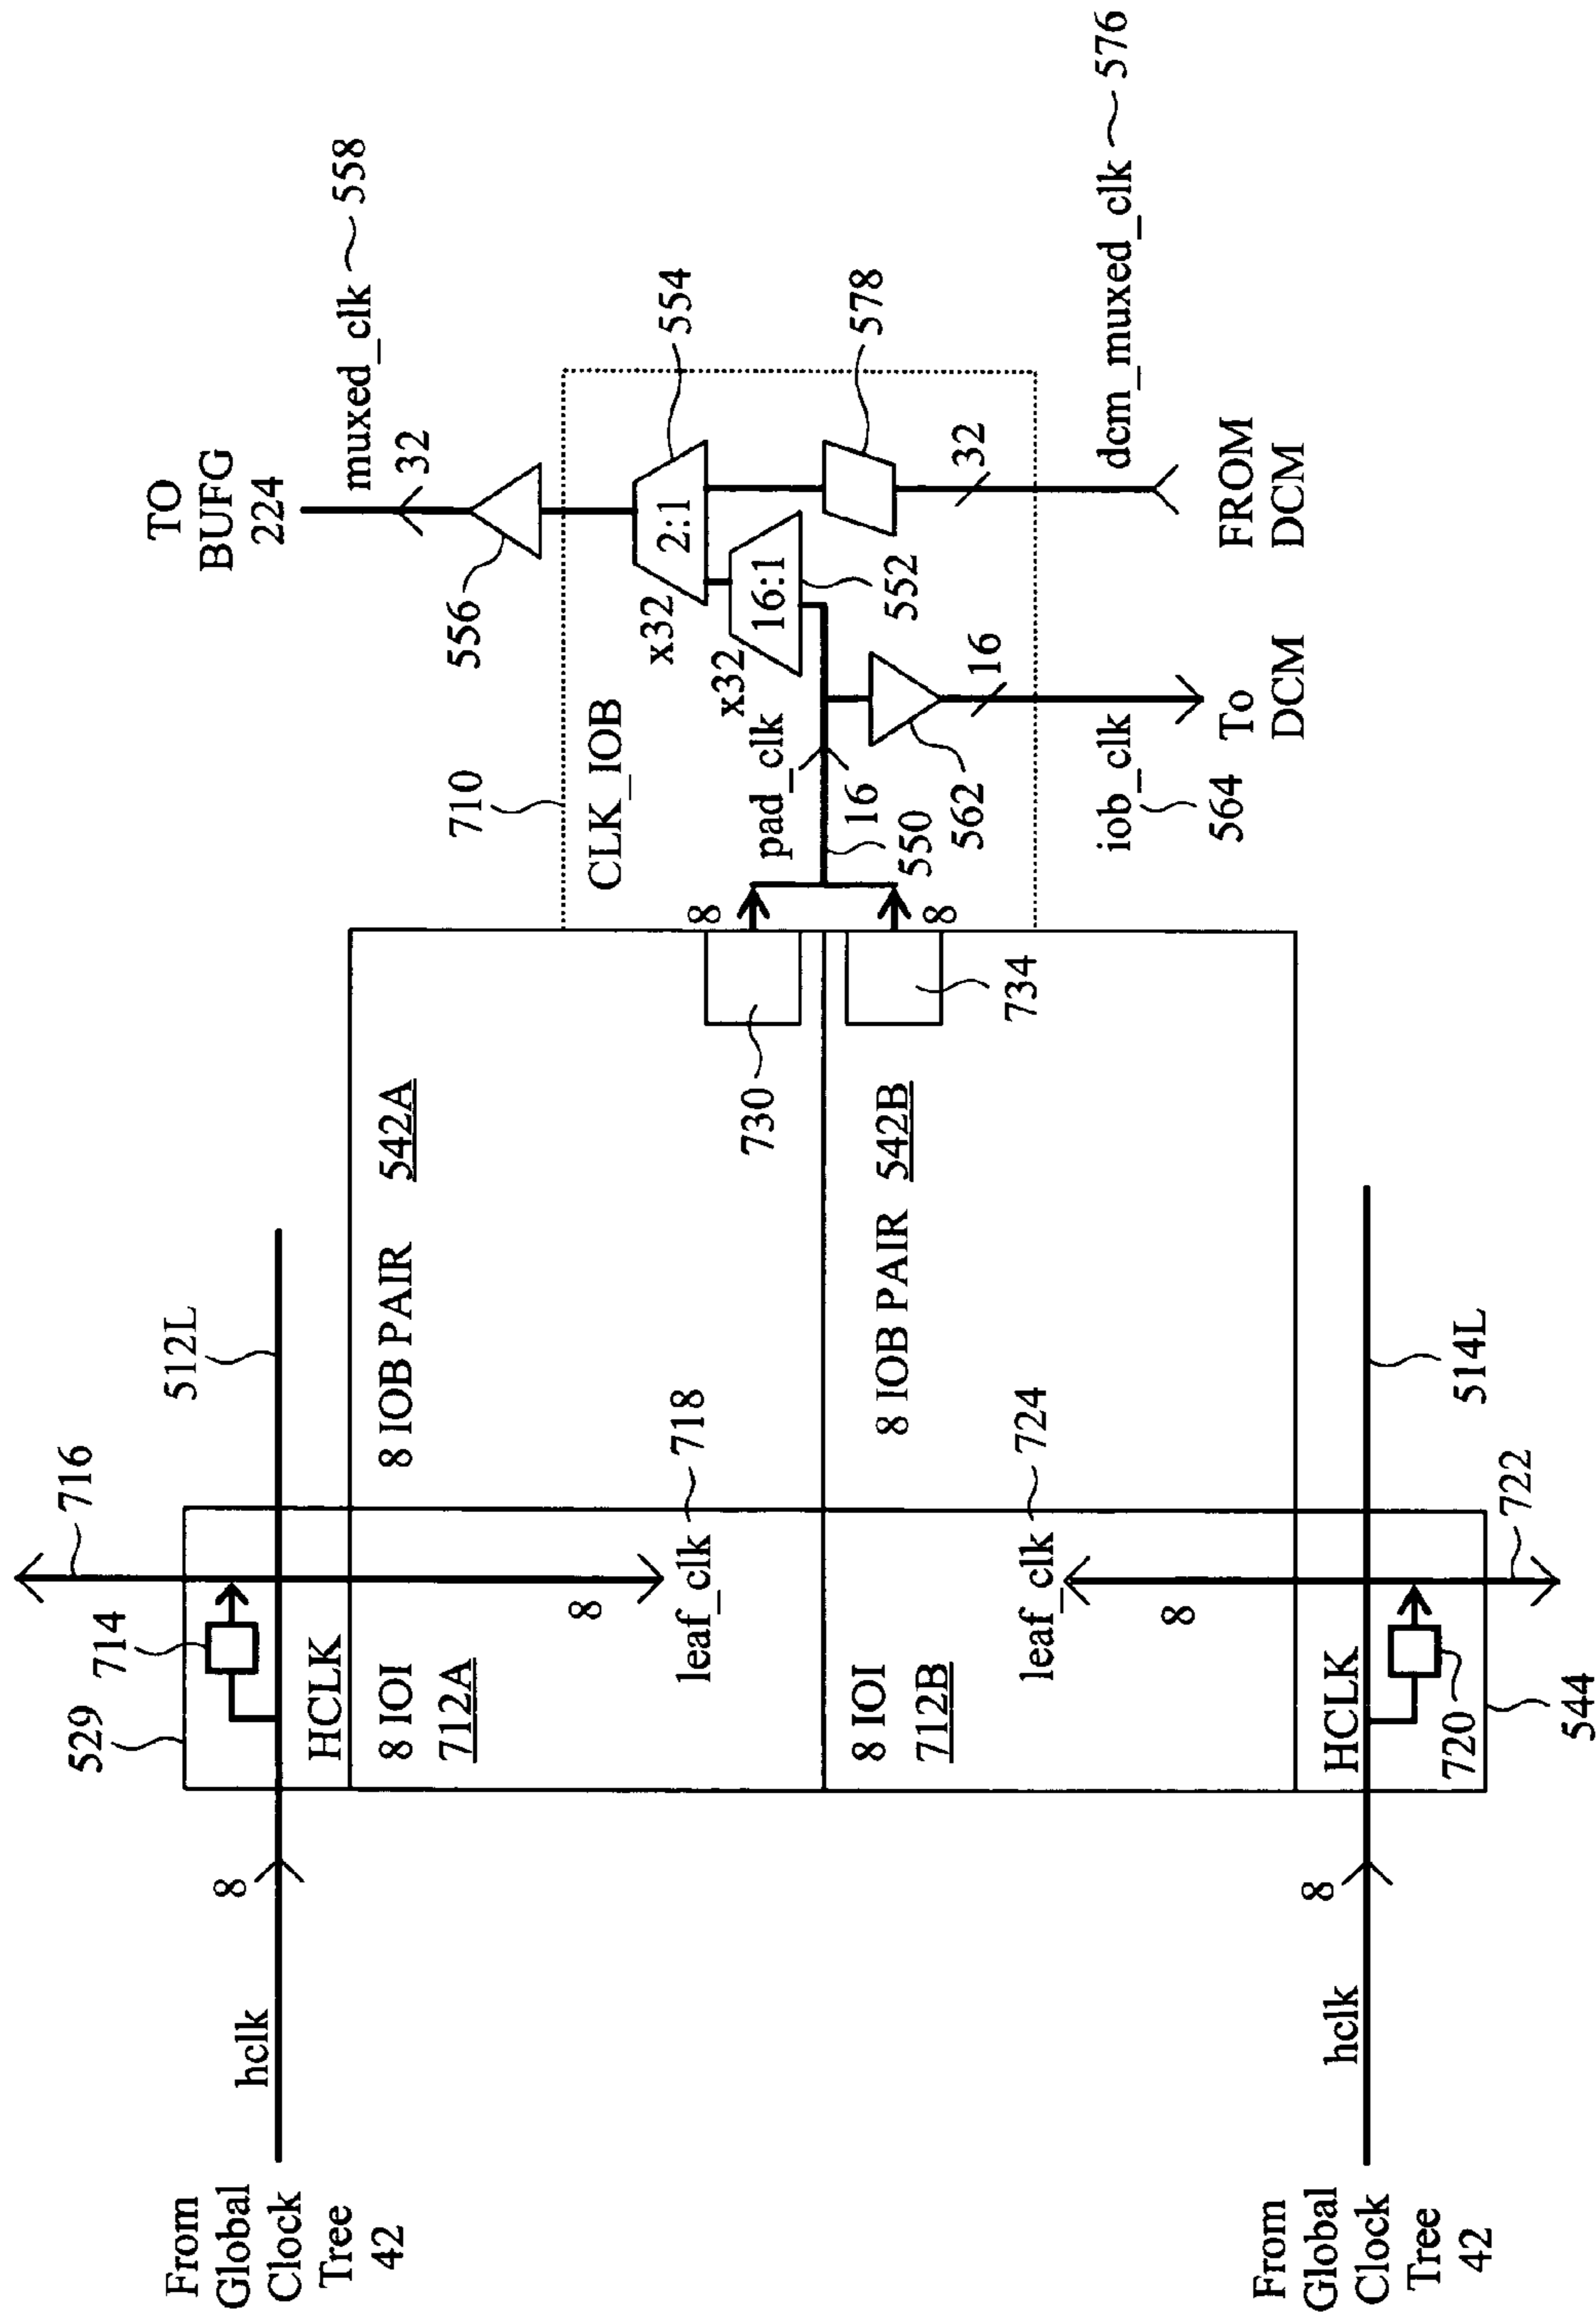 TO
BUFG
224
muxed_clk
558
32
556
554
2:1
x32
16:1
x32
552
578
32
dcm_muxed_clk
576
FROM
DCM
710
CLK_IOB
pad_clk
16
550
562
16
iob_clk
564
To
DCM
8
8
730
734
8 IOB PAIR
542A
8 IOB PAIR
542B
512L
514L
716
714
529
HCLK
8 IOI
712A
8
leaf_clk
718
8 IOI
712B
leaf_clk
724
8
HCLK
720
722
544
8
hclk
From
Global
Clock
Tree
42
8
hclk
From
Global
Clock
Tree
42